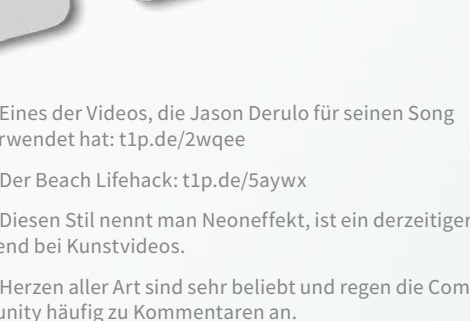 Eines der Videos, die Jason Derulo für seinen Song
rwendet hat: t1p.de/2wqee
Der Beach Lifehack: t1p.de/5aywx
Diesen Stil nennt man Neoneffekt, ist ein derzeitiger
end bei Kunstvideos.
Herzen aller Art sind sehr beliebt und regen die Com
unity häufig zu Kommentaren an.